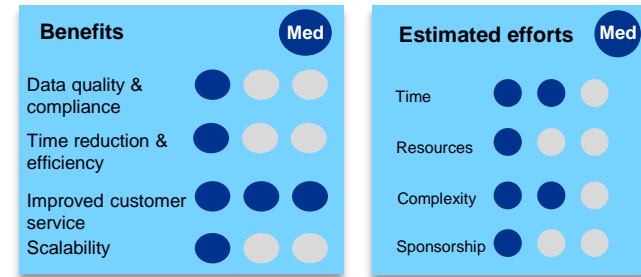 Benefits
Med
Data quality &
compliance
Time reduction &
efficiency
Improved customer
service
Scalability
Estimated efforts
Med
Time
Resources
Complexity
Sponsorship